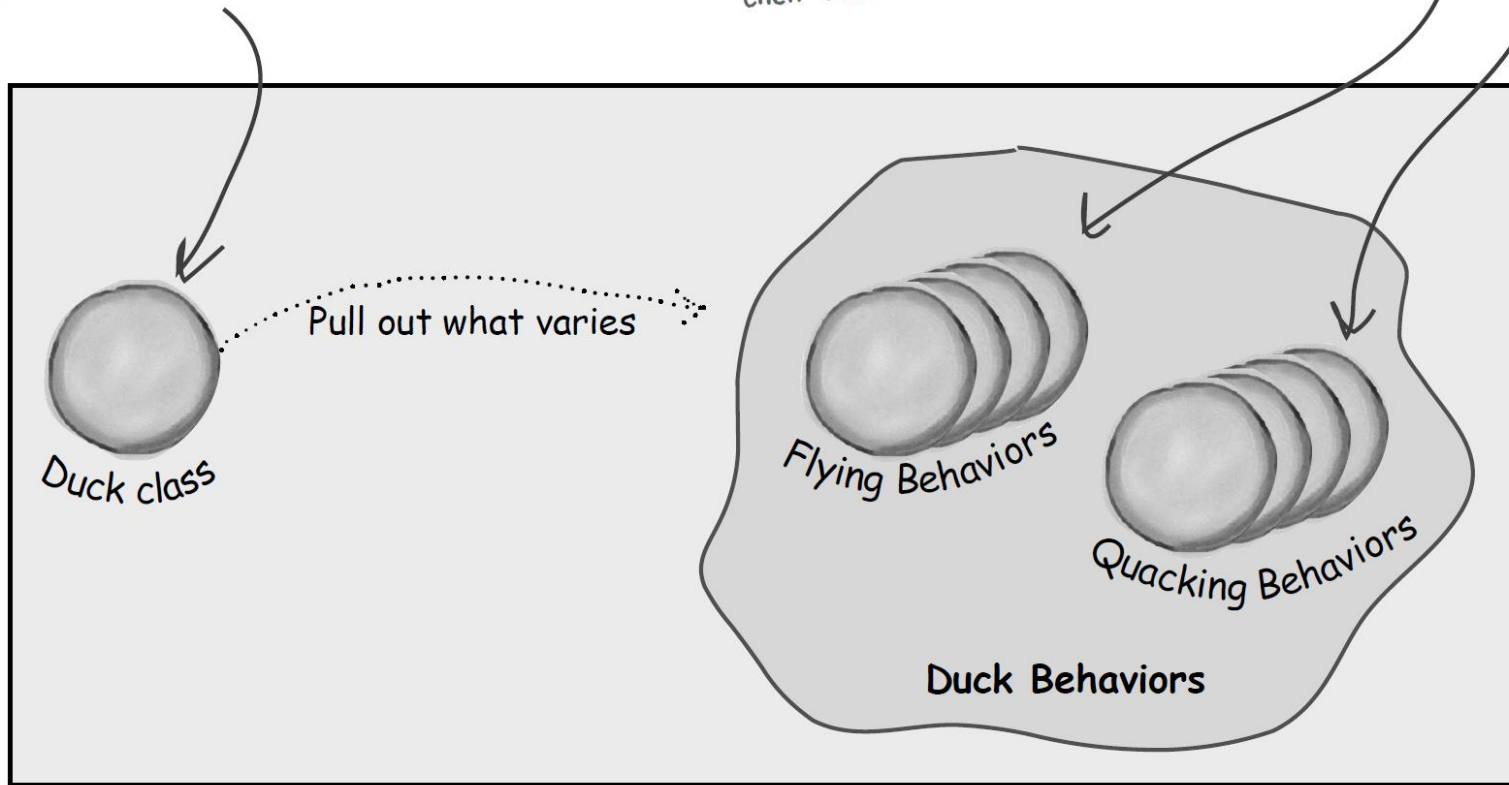 Pull out what varies
Duck class
Flying Behaviors
Quacking Behaviors
Duck Behaviors